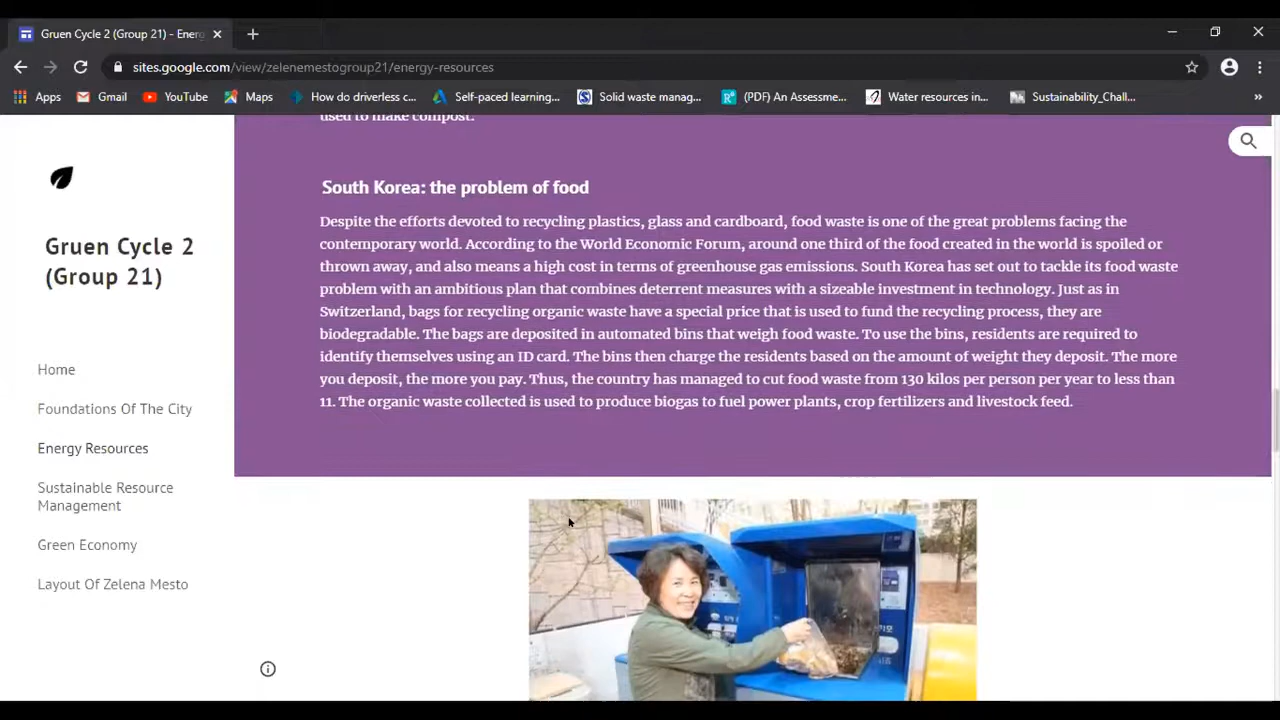 Gruen Cycle 2 (Group 21) - Energ
sites.google.com/view/zelenemestogroup21/energy-resources
Apps
Gmail
YouTube
Maps
How do driverless c...
Self-paced learning...
Solid waste manag...
(PDF) An Assessme...
Water resources in...
Sustainability_Chall...
»
used to make compost.
Gruen Cycle 2
(Group 21)
Home
Foundations Of The City
Energy Resources
Sustainable Resource
Management
Green Economy
Layout Of Zelena Mesto
South Korea: the problem of food
Despite the efforts devoted to recycling plastics, glass and cardboard, food waste is one of the great problems facing the
contemporary world. According to the World Economic Forum, around one third of the food created in the world is spoiled or
thrown away, and also means a high cost in terms of greenhouse gas emissions. South Korea has set out to tackle its food waste
problem with an ambitious plan that combines deterrent measures with a sizeable investment in technology. Just as in
Switzerland, bags for recycling organic waste have a special price that is used to fund the recycling process, they are
biodegradable. The bags are deposited in automated bins that weigh food waste. To use the bins, residents are required to
identify themselves using an ID card. The bins then charge the residents based on the amount of weight they deposit. The more
you deposit, the more you pay. Thus, the country has managed to cut food waste from 130 kilos per person per year to less than
11. The organic waste collected is used to produce biogas to fuel power plants, crop fertilizers and livestock feed.